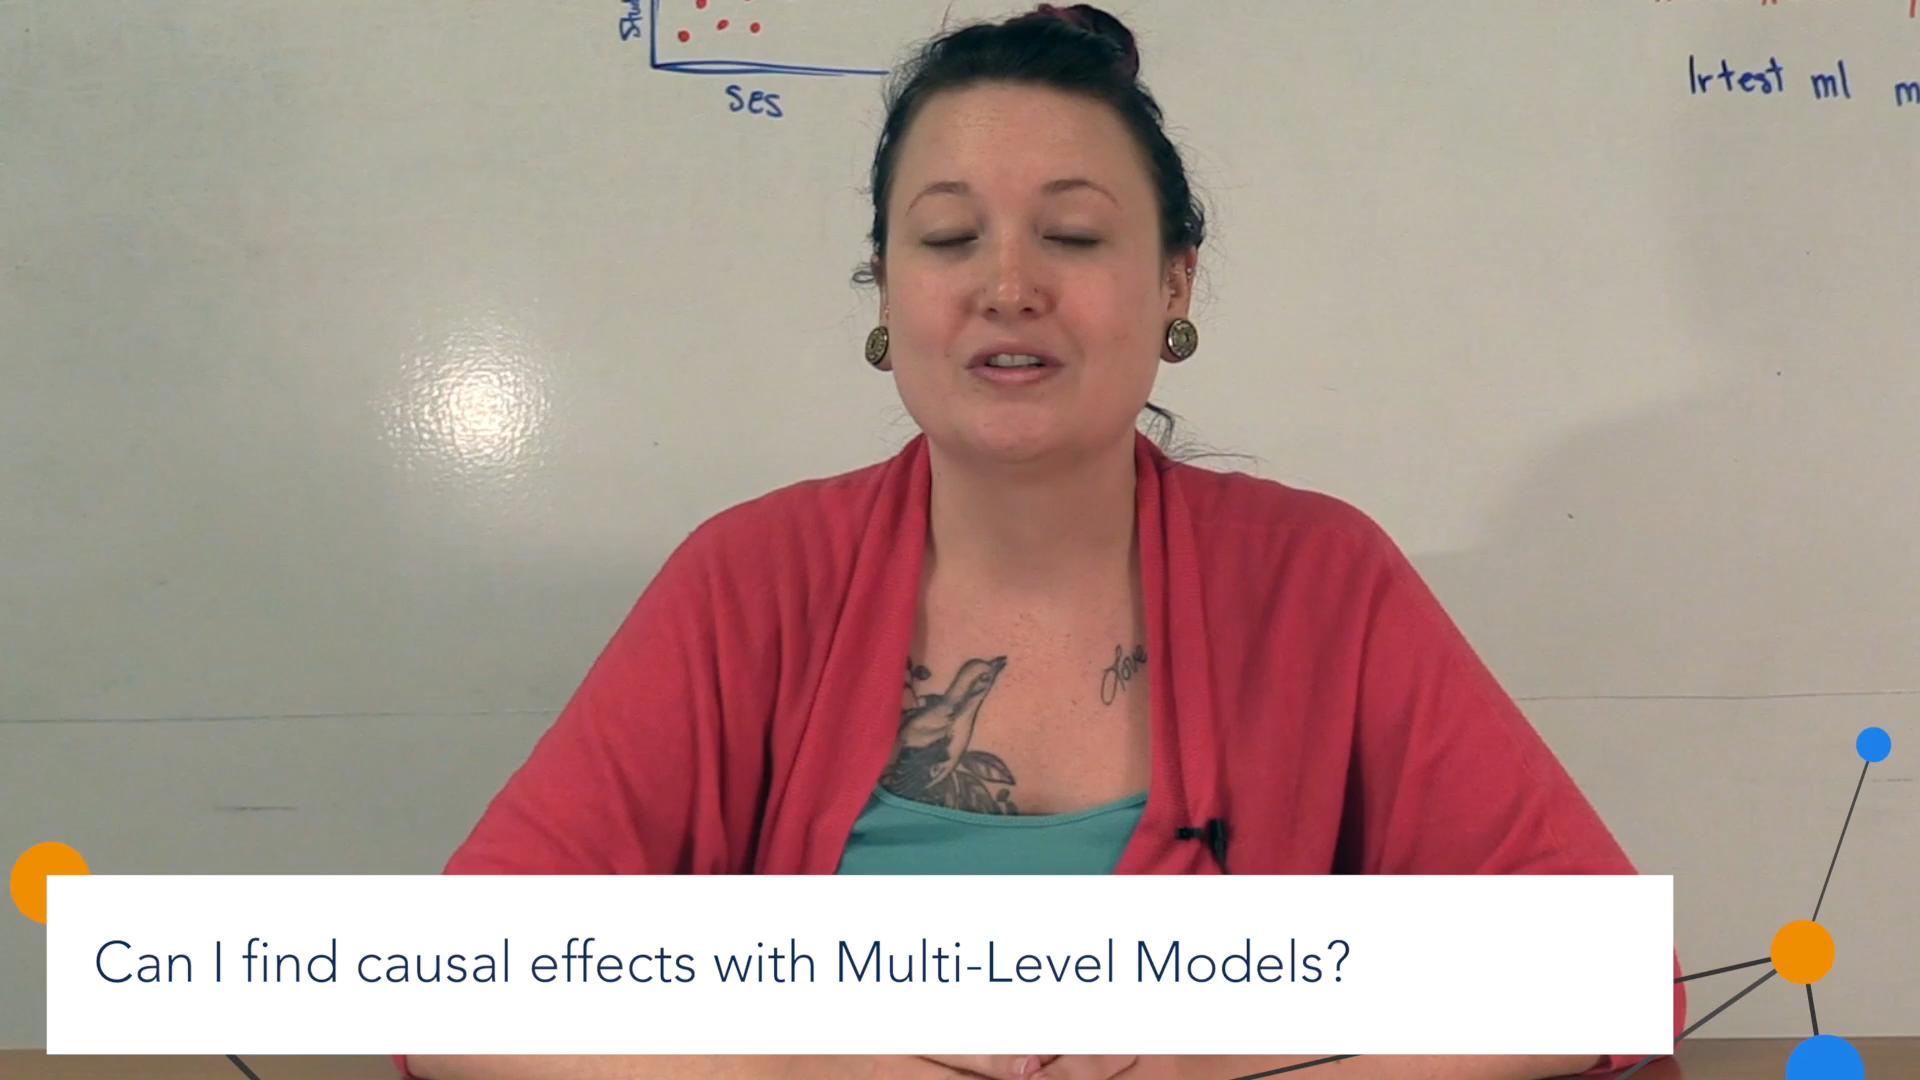 SES
lrtest ml
Love
Can I find causal effects with Multi-Level Models?